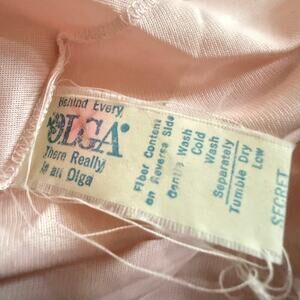 Behind Every
OLGA®
There Really
is an Olga
Fiber Content
on Reverse Side
Gentle Wash
Cold
Wash
Separately
Tumble Dry
Low
SECRET